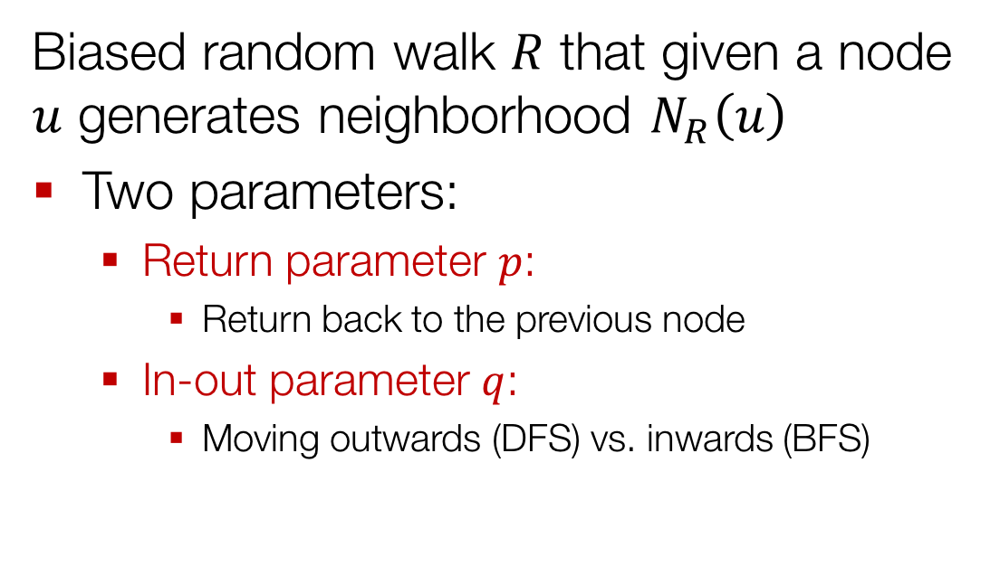 Biased random walk R that given a node
u generates neighborhood N_R(u)
▪ Two parameters:
▪ Return parameter p:
▪ Return back to the previous node
▪ In-out parameter q:
▪ Moving outwards (DFS) vs. inwards (BFS)